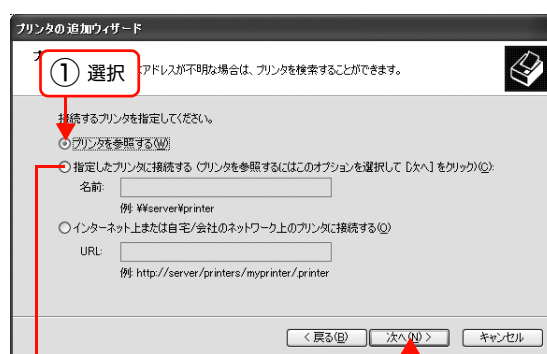 プリンタの追加ウィザード
プ
① 選択
アドレスが不明な場合は、プリンタを検索することができます。
接続するプリンタを指定してください。
プリンタを参照する(W)
指定したプリンタに接続する (プリンタを参照するにはこのオプションを選択して [次へ] をクリック)(C):
名前:
例: ¥¥server¥printer
インターネット上または自宅/会社のネットワーク上のプリンタに接続する(O)
URL:
例: http://server/printers/myprinter/.printer
< 戻る(B)
次へ(N) >
キャンセル